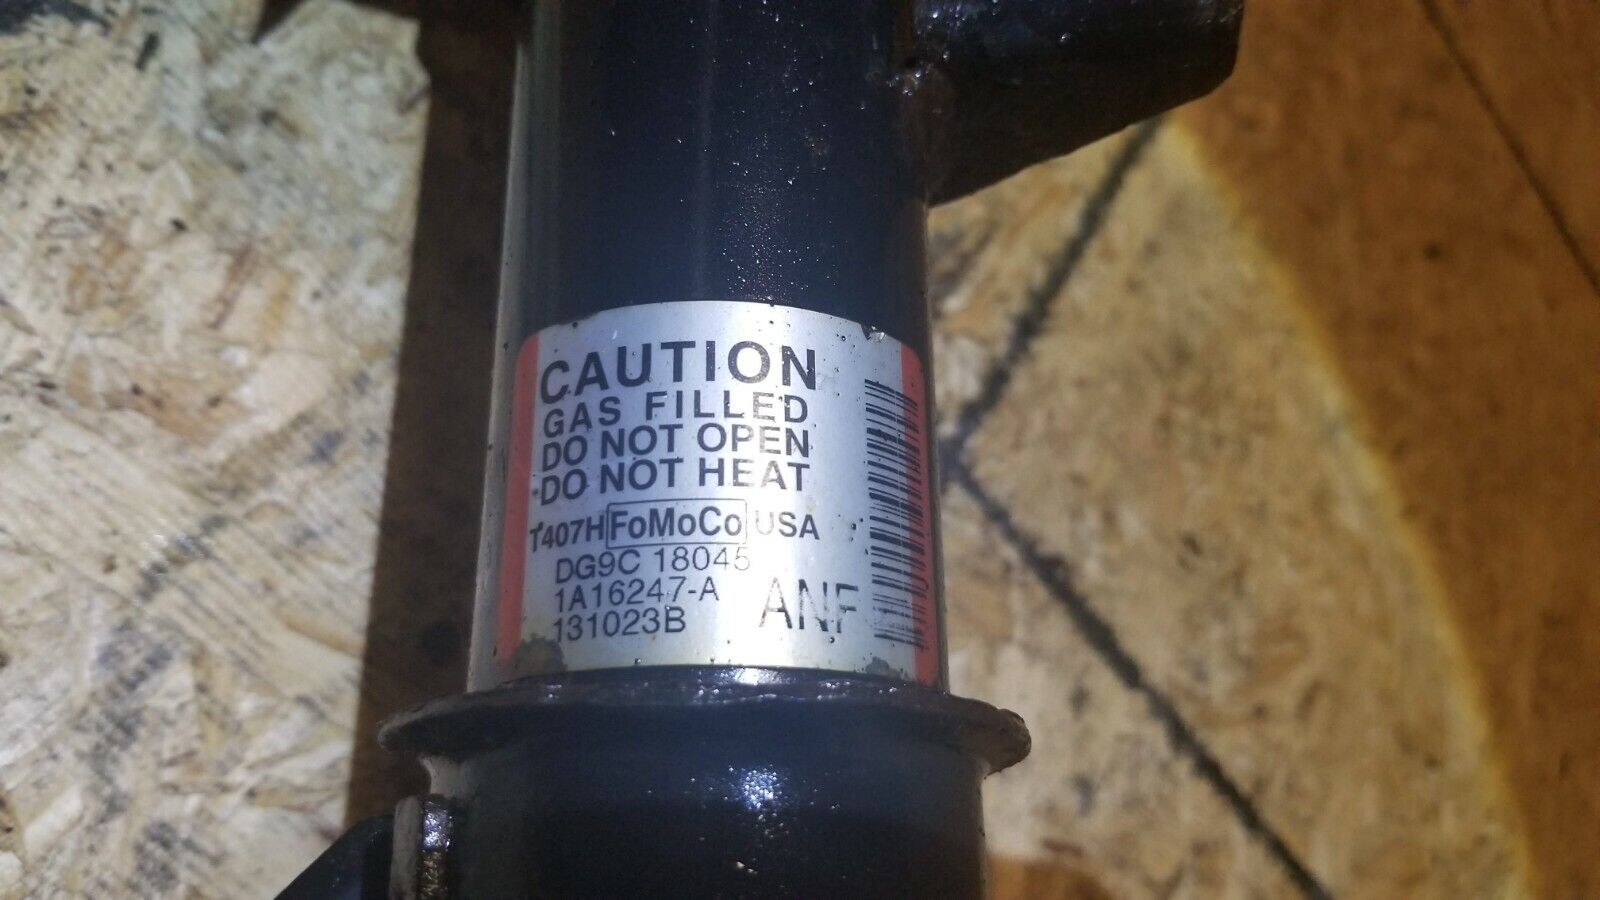 CAUTION
GAS FILLED
DO NOT OPEN
DO NOT HEAT
T407H FoMoCo USA
DG9C 18045
1A16247-A
131023B
ANF